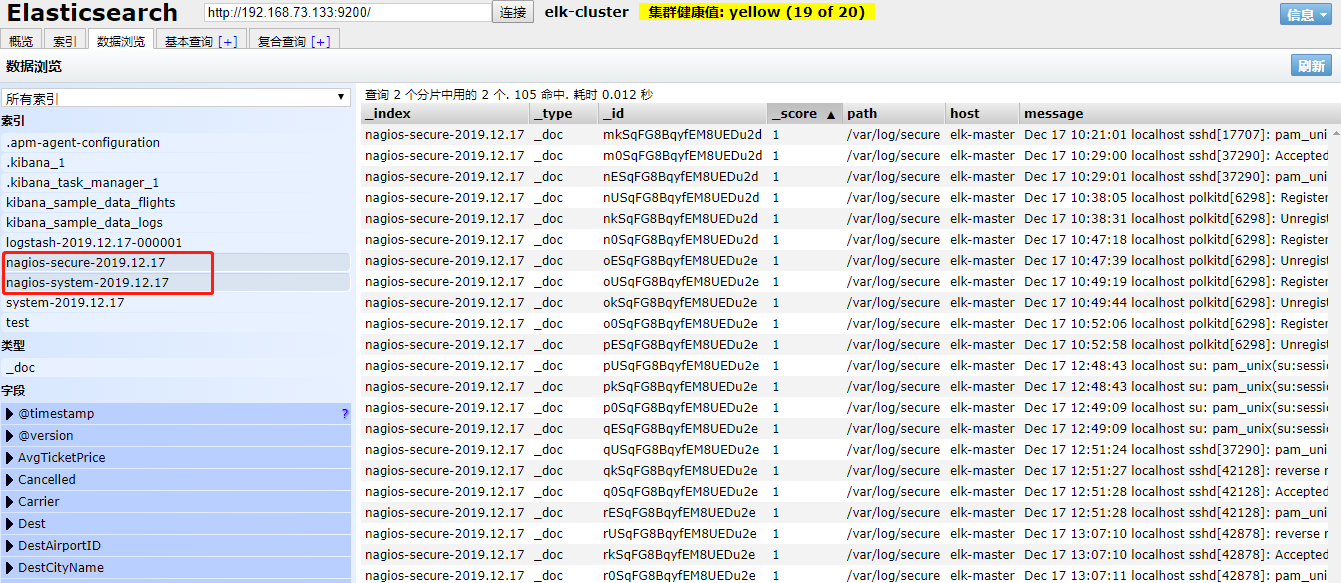 Elasticsearch http://192.168.73.133:9200/ 连接 elk-cluster 集群健康值: yellow (19 of 20) 信息
概览 索引 数据浏览 基本查询 [+] 复合查询 [+]
数据浏览 刷新
所有索引
索引
.apm-agent-configuration
.kibana_1
.kibana_task_manager_1
kibana_sample_data_flights
kibana_sample_data_logs
logstash-2019.12.17-000001
nagios-secure-2019.12.17
nagios-system-2019.12.17
system-2019.12.17
test
类型
_doc
字段
@timestamp ?
@version
AvgTicketPrice
Cancelled
Carrier
Dest
DestAirportID
DestCityName
查询 2 个分片中用的 2 个. 105 命中. 耗时 0.012 秒
_index _type _id _score ▲ path host message
nagios-secure-2019.12.17 _doc mkSqFG8BqyfEM8UEDu2d 1 /var/log/secure elk-master Dec 17 10:21:01 localhost sshd[17707]: pam_uni
nagios-secure-2019.12.17 _doc m0SqFG8BqyfEM8UEDu2d 1 /var/log/secure elk-master Dec 17 10:29:00 localhost sshd[37290]: Accepted
nagios-secure-2019.12.17 _doc nESqFG8BqyfEM8UEDu2d 1 /var/log/secure elk-master Dec 17 10:29:01 localhost sshd[37290]: pam_uni
nagios-secure-2019.12.17 _doc nUSqFG8BqyfEM8UEDu2d 1 /var/log/secure elk-master Dec 17 10:38:05 localhost polkitd[6298]: Register
nagios-secure-2019.12.17 _doc nkSqFG8BqyfEM8UEDu2d 1 /var/log/secure elk-master Dec 17 10:38:31 localhost polkitd[6298]: Unregist
nagios-secure-2019.12.17 _doc n0SqFG8BqyfEM8UEDu2d 1 /var/log/secure elk-master Dec 17 10:47:18 localhost polkitd[6298]: Register
nagios-secure-2019.12.17 _doc oESqFG8BqyfEM8UEDu2d 1 /var/log/secure elk-master Dec 17 10:47:39 localhost polkitd[6298]: Unregist
nagios-secure-2019.12.17 _doc oUSqFG8BqyfEM8UEDu2e 1 /var/log/secure elk-master Dec 17 10:49:19 localhost polkitd[6298]: Register
nagios-secure-2019.12.17 _doc okSqFG8BqyfEM8UEDu2e 1 /var/log/secure elk-master Dec 17 10:49:44 localhost polkitd[6298]: Unregist
nagios-secure-2019.12.17 _doc o0SqFG8BqyfEM8UEDu2e 1 /var/log/secure elk-master Dec 17 10:52:06 localhost polkitd[6298]: Register
nagios-secure-2019.12.17 _doc pESqFG8BqyfEM8UEDu2e 1 /var/log/secure elk-master Dec 17 10:52:58 localhost polkitd[6298]: Unregist
nagios-secure-2019.12.17 _doc pUSqFG8BqyfEM8UEDu2e 1 /var/log/secure elk-master Dec 17 12:48:43 localhost su: pam_unix(su:sessi
nagios-secure-2019.12.17 _doc pkSqFG8BqyfEM8UEDu2e 1 /var/log/secure elk-master Dec 17 12:48:43 localhost su: pam_unix(su:sessi
nagios-secure-2019.12.17 _doc p0SqFG8BqyfEM8UEDu2e 1 /var/log/secure elk-master Dec 17 12:49:09 localhost su: pam_unix(su:sessi
nagios-secure-2019.12.17 _doc qESqFG8BqyfEM8UEDu2e 1 /var/log/secure elk-master Dec 17 12:49:09 localhost su: pam_unix(su:sessi
nagios-secure-2019.12.17 _doc qUSqFG8BqyfEM8UEDu2e 1 /var/log/secure elk-master Dec 17 12:51:24 localhost sshd[37290]: pam_uni
nagios-secure-2019.12.17 _doc qkSqFG8BqyfEM8UEDu2e 1 /var/log/secure elk-master Dec 17 12:51:27 localhost sshd[42128]: reverse r
nagios-secure-2019.12.17 _doc q0SqFG8BqyfEM8UEDu2e 1 /var/log/secure elk-master Dec 17 12:51:28 localhost sshd[42128]: Accepted
nagios-secure-2019.12.17 _doc rESqFG8BqyfEM8UEDu2e 1 /var/log/secure elk-master Dec 17 12:51:28 localhost sshd[42128]: pam_uni
nagios-secure-2019.12.17 _doc rUSqFG8BqyfEM8UEDu2e 1 /var/log/secure elk-master Dec 17 13:07:10 localhost sshd[42878]: reverse r
nagios-secure-2019.12.17 _doc rkSqFG8BqyfEM8UEDu2e 1 /var/log/secure elk-master Dec 17 13:07:10 localhost sshd[42878]: Accepted
nagios-secure-2019.12.17 _doc r0SqFG8BqyfEM8UEDu2e 1 /var/log/secure elk-master Dec 17 13:07:11 localhost sshd[42878]: pam_uni